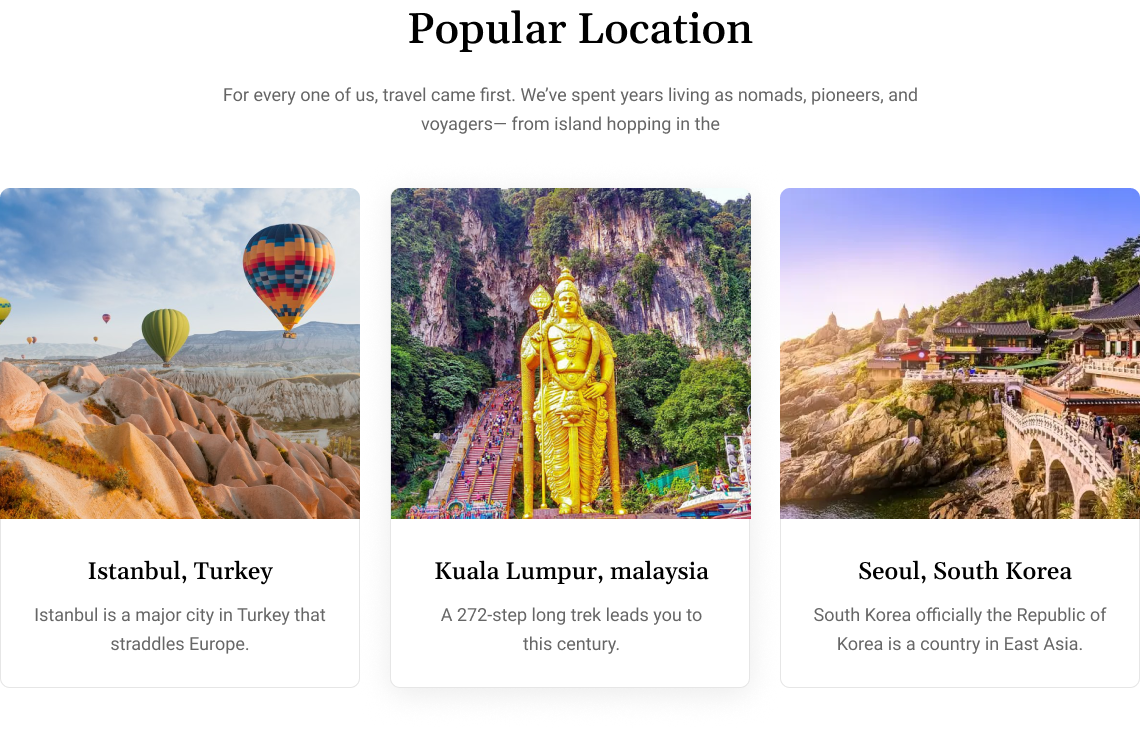 Popular Location
For every one of us, travel came first. We’ve spent years living as nomads, pioneers, and
voyagers— from island hopping in the
Istanbul, Turkey
Istanbul is a major city in Turkey that
straddles Europe.
Kuala Lumpur, malaysia
A 272-step long trek leads you to
this century.
Seoul, South Korea
South Korea officially the Republic of
Korea is a country in East Asia.